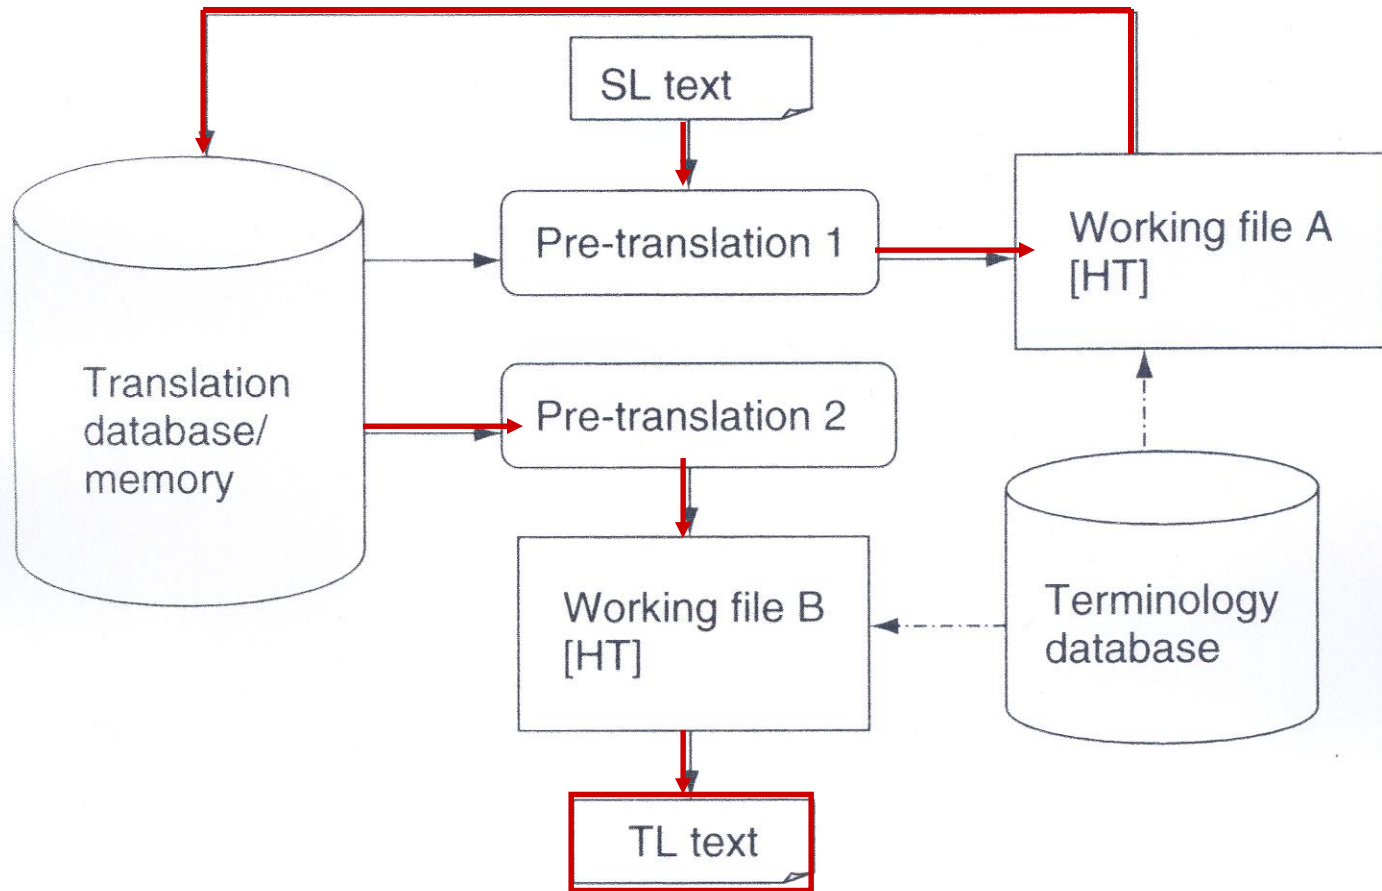 SL text
Pre-translation 1
Working file A
[HT]
Translation
database/
memory
Pre-translation 2
Working file B
[HT]
Terminology
database
TL text